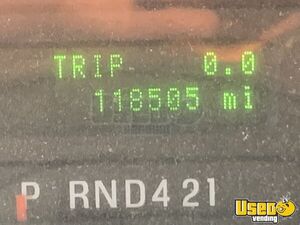 TRIP 0.0
118505 mi
P RND421
Used
vending